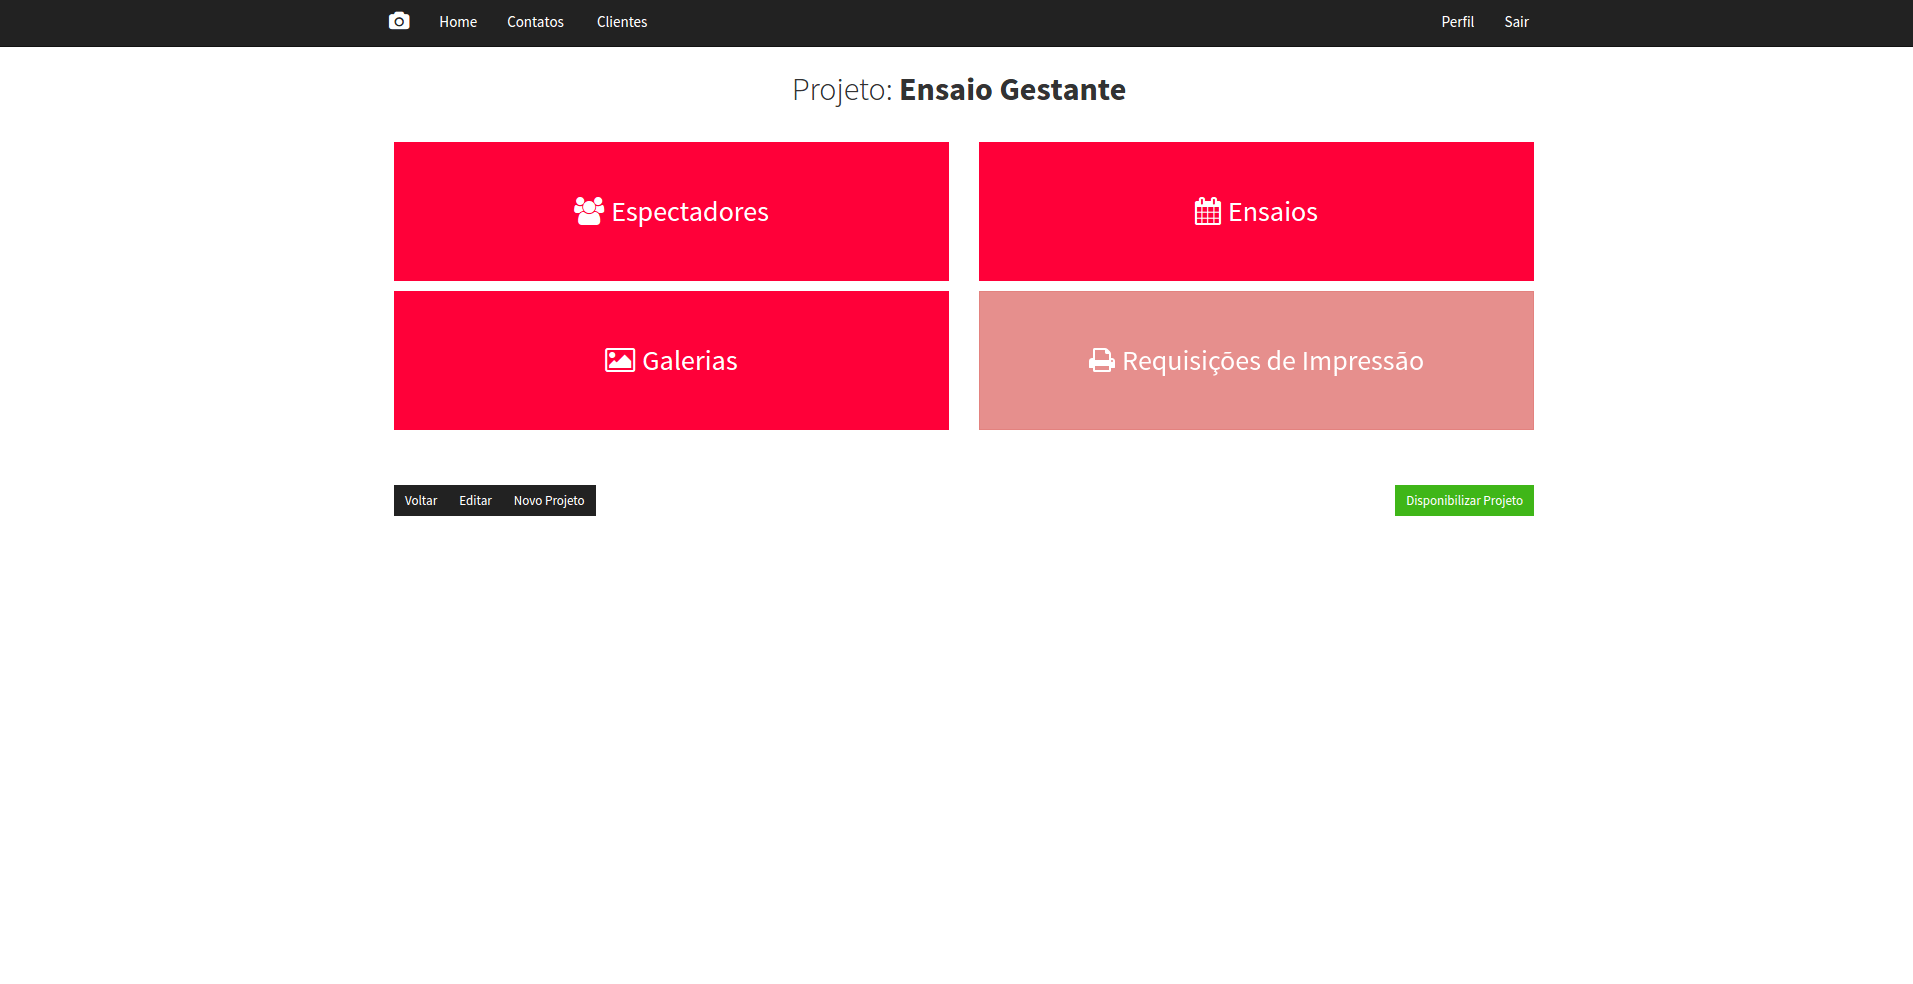 Home Contatos Clientes Perfil Sair
Projeto: Ensaio Gestante
Espectadores
Ensaios
Galerias
Requisições de Impressão
Voltar Editar Novo Projeto
Disponibilizar Projeto